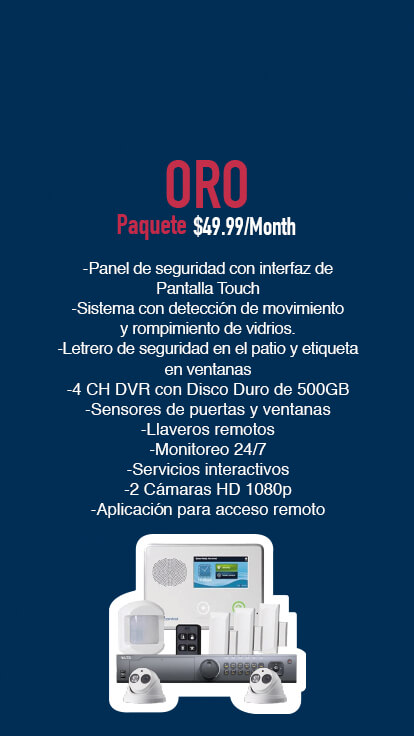 ORO
Paquete $49.99/Month
-Panel de seguridad con interfaz de
Pantalla Touch
-Sistema con detección de movimiento
y rompimiento de vidrios.
-Letrero de seguridad en el patio y etiqueta
en ventanas
-4 CH DVR con Disco Duro de 500GB
-Sensores de puertas y ventanas
-Llaveros remotos
-Monitoreo 24/7
-Servicios interactivos
-2 Cámaras HD 1080p
-Aplicación para acceso remoto